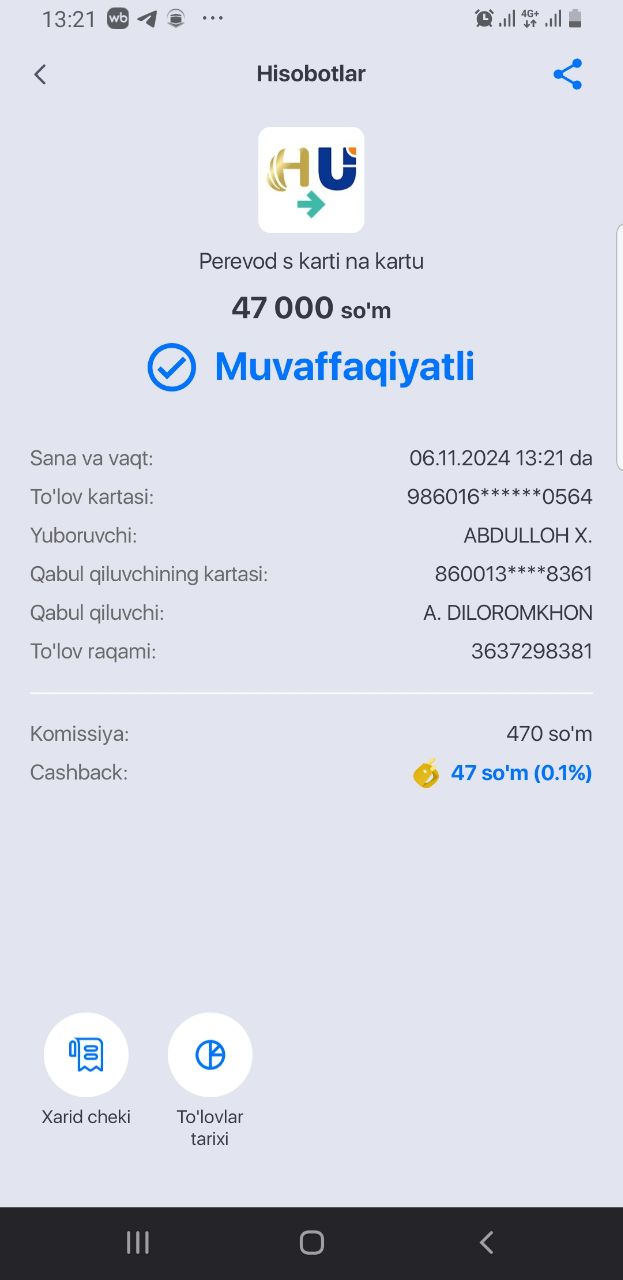 13:21 wb ... 4G+
Hisobotlar
HU
Perevod s karti na kartu
47 000 so'm
Muvaffaqiyatli
Sana va vaqt: 06.11.2024 13:21 da
To'lov kartasi: 986016******0564
Yuboruvchi: ABDULLOH X.
Qabul qiluvchining kartasi: 860013****8361
Qabul qiluvchi: A. DILOROMKHON
To'lov raqami: 3637298381
Komissiya: 470 so'm
Cashback: 47 so'm (0.1%)
Xarid cheki To'lovlar
tarixi